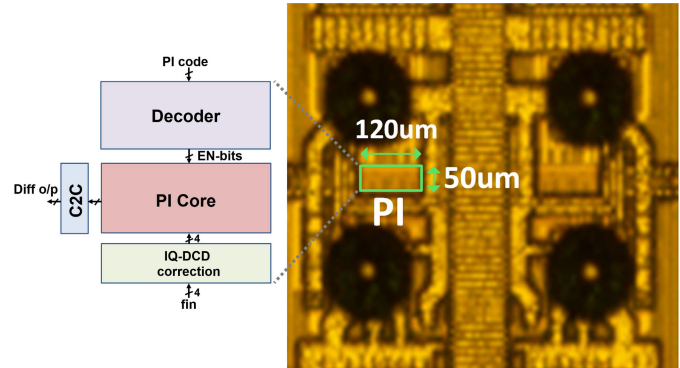 PI code
Decoder
EN-bits
Diff o/p
C2C
PI Core
4
IQ-DCD
correction
4
fin
120um
50um
PI